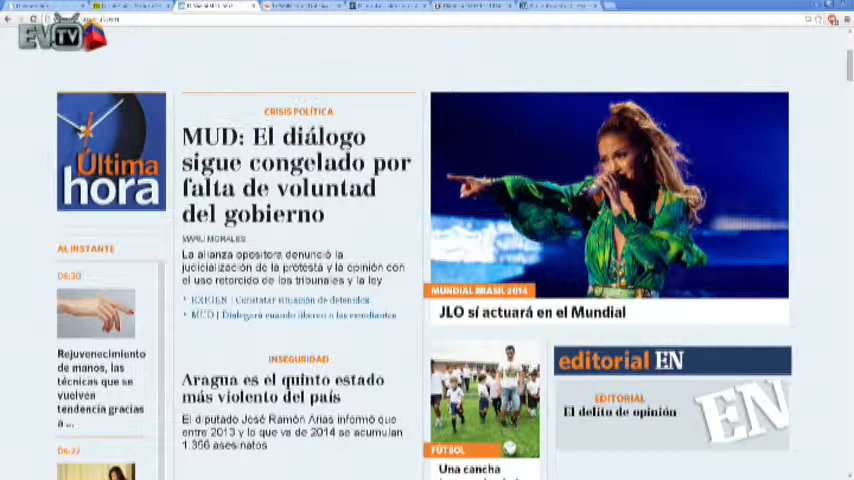 EVTV
Última
hora
AL INSTANTE
06:30
Rejuvenecimiento
de manos, las
técnicas que se
vuelven
tendencia gracias
a ...
CRISIS POLÍTICA
MUD: El diálogo
sigue congelado por
falta de voluntad
del gobierno
La alianza opositora denunció la
judicialización de la protesta y la opinión con
el uso retorcido de los tribunales y la ley
EXIGEN | Constatar situación de detenidos
MUD | Dialogará cuando liberen a los estudiantes
INSEGURIDAD
Aragua es el quinto estado
más violento del país
El diputado José Ramón Arias informó que
entre 2013 y lo que va de 2014 se acumulan
1.356 asesinatos
MUNDIAL BRASIL 2014
JLO sí actuará en el Mundial
FÚTBOL
Una cancha
editorial EN
EDITORIAL
El delito de opinión
EN